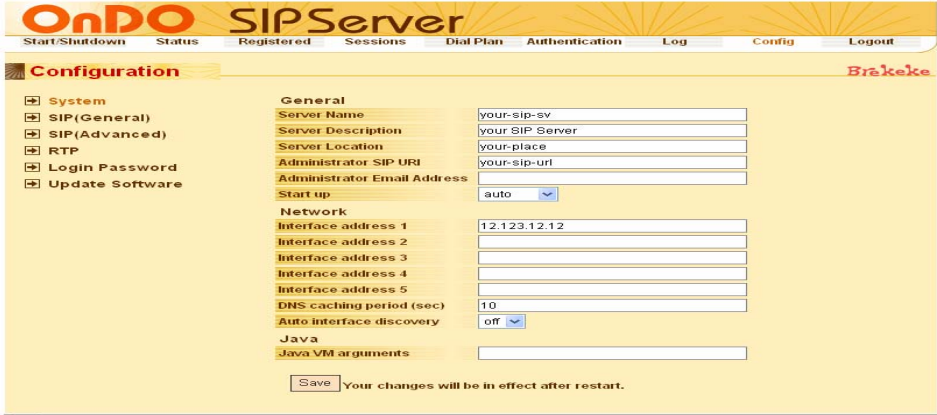 OnDO SIPServer
Start/Shutdown Status Registered Sessions Dial Plan Authentication Log Config Logout
Configuration
Brekeke
System
SIP(General)
SIP(Advanced)
RTP
Login Password
Update Software
General
Server Name your-sip-sv
Server Description your SIP Server
Server Location your-place
Administrator SIP URI your-sip-url
Administrator Email Address
Start up auto
Network
Interface address 1 12.123.12.12
Interface address 2
Interface address 3
Interface address 4
Interface address 5
DNS caching period (sec) 10
Auto interface discovery off
Java
Java VM arguments
Save Your changes will be in effect after restart.